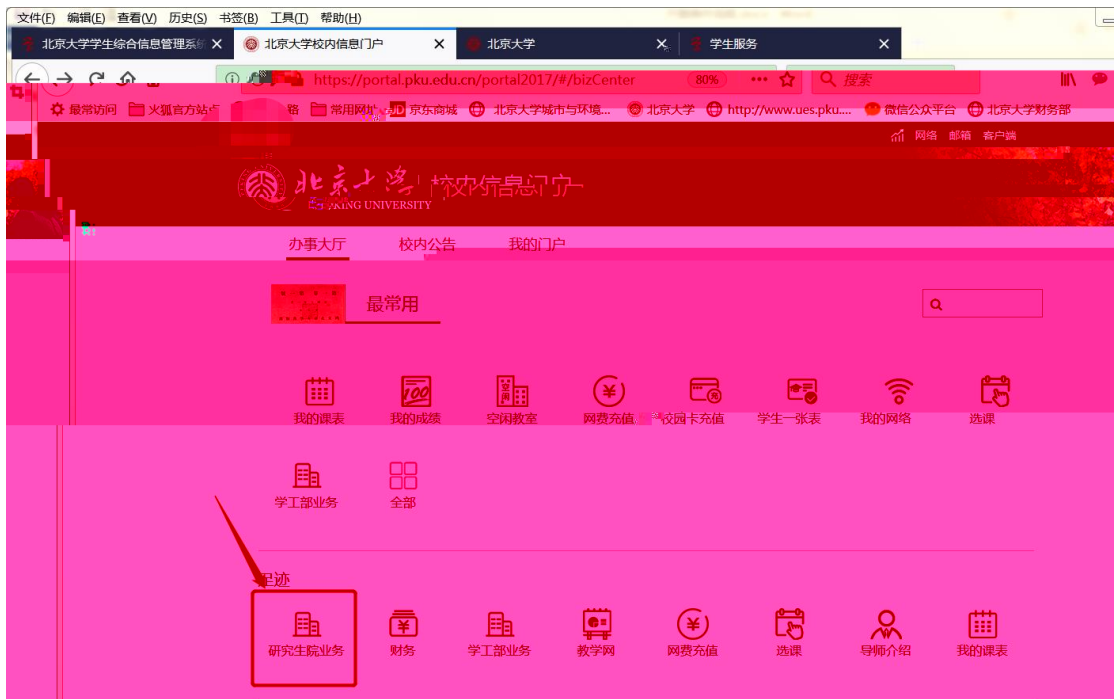 文件(F) 编辑(E) 查看(V) 历史(S) 书签(B) 工具(T) 帮助(H)
北京大学学生综合信息管理系统 北京大学校内信息门户 北京大学 学生服务
https://portal.pku.edu.cn/portal2017/#/bizCenter 80% 搜索
最常访问 火狐官方站点 路 常用网址 JD 京东商城 北京大学城市与环境... 北京大学 http://www.ues.pku.... 微信公众平台 北京大学财务部
网络 邮箱 客户端
北京大学 校内信息门户
PEKING UNIVERSITY
办事大厅 校内公告 我的门户
最常用
我的课表 我的成绩 空闲教室 网费充值 校园卡充值 学生一张表 我的网络 选课
学工部业务 全部
足迹
研究生院业务 财务 学工部业务 教学网 网费充值 选课 导师介绍 我的课表